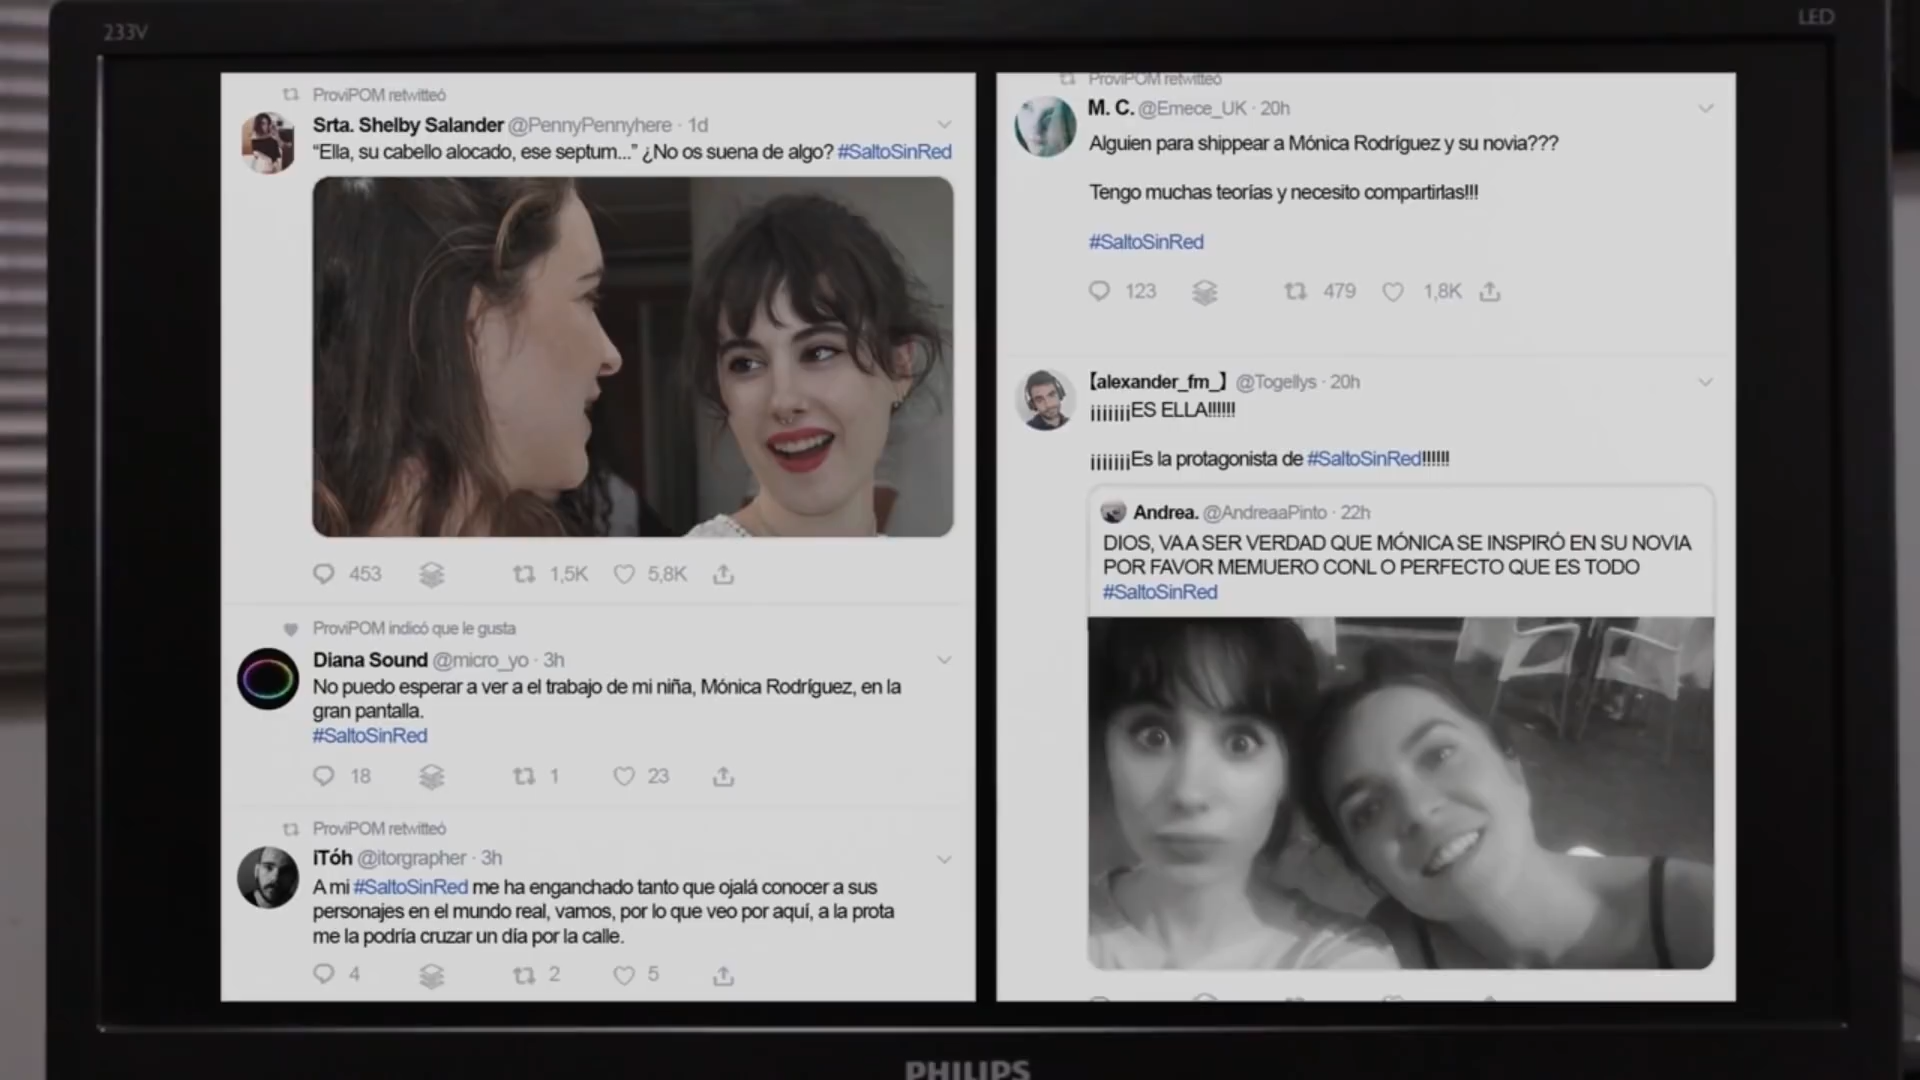 233V
LED
ProviPOM retwitteó
Srta. Shelby Salander @PennyPennyhere · 1d
“Ella, su cabello alocado, ese septum...” ¿No os suena de algo? #SaltoSinRed
453 1,5K 5,8K
ProviPOM indicó que le gusta
Diana Sound @micro_yo · 3h
No puedo esperar a ver a el trabajo de mi niña, Mónica Rodríguez, en la
gran pantalla.
#SaltoSinRed
18 1 23
ProviPOM retwitteó
iTóh @itorgrapher · 3h
A mi #SaltoSinRed me ha enganchado tanto que ojalá conocer a sus
personajes en el mundo real, vamos, por lo que veo por aquí, a la prota
me la podría cruzar un día por la calle.
4 2 5
ProviPOM retwitteó
M. C. @Emece_UK · 20h
Alguien para shippear a Mónica Rodríguez y su novia???
Tengo muchas teorías y necesito compartirlas!!!
#SaltoSinRed
123 479 1,8K
【alexander_fm_】 @Togellys · 20h
¡¡¡¡¡¡¡ES ELLA!!!!!!
¡¡¡¡¡¡¡Es la protagonista de #SaltoSinRed!!!!!!
Andrea. @AndreaaPinto · 22h
DIOS, VA A SER VERDAD QUE MÓNICA SE INSPIRÓ EN SU NOVIA
POR FAVOR MEMUERO CONL O PERFECTO QUE ES TODO
#SaltoSinRed
PHILIPS